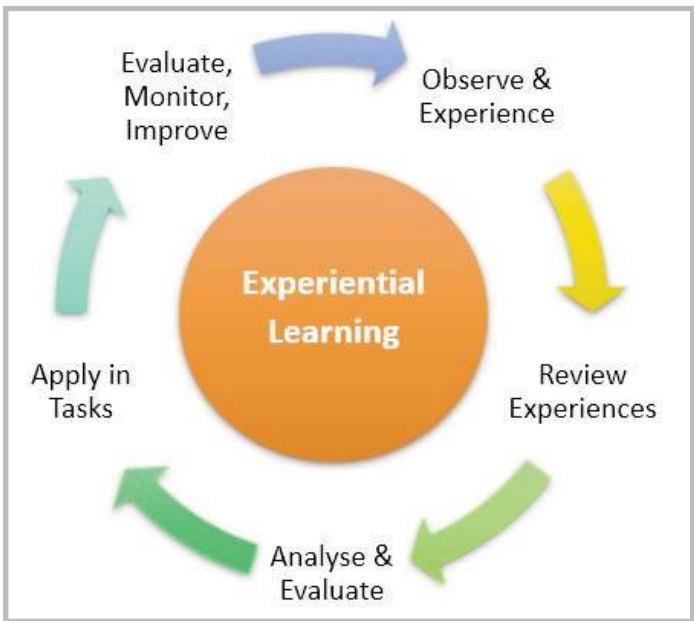 Evaluate,
Monitor,
Improve
Observe &
Experience
Experiential
Learning
Apply in
Tasks
Review
Experiences
Analyse &
Evaluate